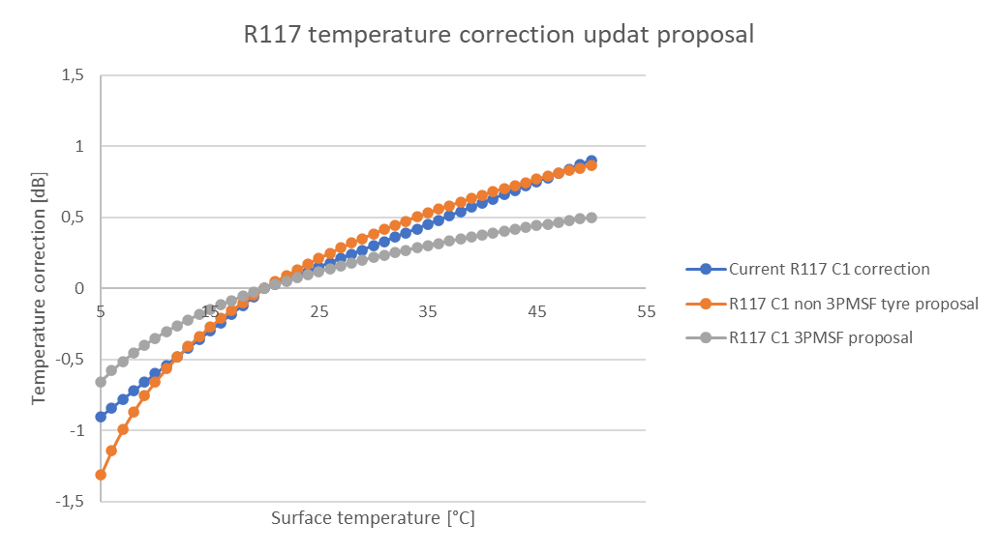 R117 temperature correction updat proposal
1,5
1
0,5
0
-0,5
-1
-1,5
5
15
25
35
45
55
Temperature correction [dB]
Surface temperature [°C]
Current R117 C1 correction
R117 C1 non 3PMSF tyre proposal
R117 C1 3PMSF proposal